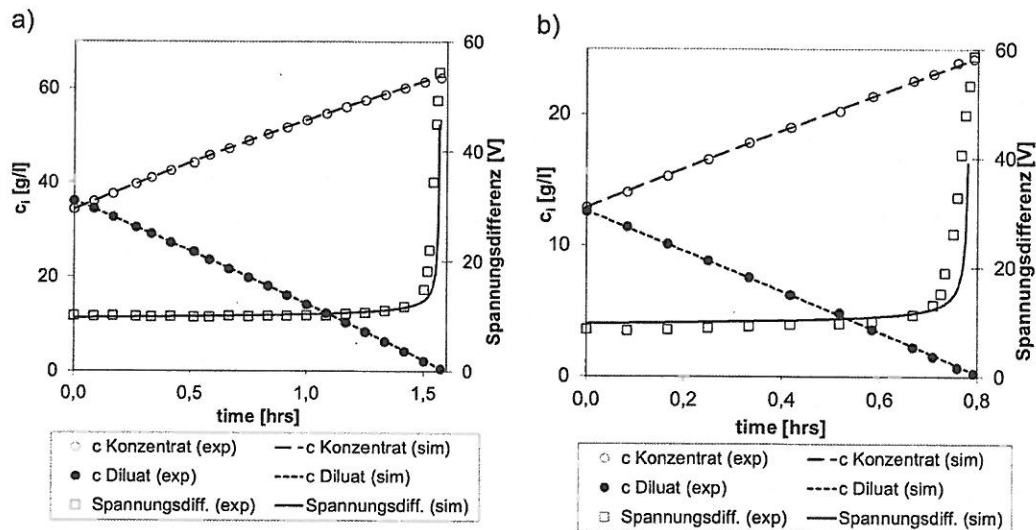 a)
60
40
20
0
c_i [g/l]
60
40
20
0
Spannungsdifferenz [V]
0,0
0,5
1,0
1,5
time [hrs]
c Konzentrat (exp)
c Konzentrat (sim)
c Diluat (exp)
c Diluat (sim)
Spannungsdiff. (exp)
Spannungsdiff. (sim)
b)
20
10
0
c_i [g/l]
60
40
20
0
Spannungsdifferenz [V]
0,0
0,2
0,4
0,6
0,8
time [hrs]
c Konzentrat (exp)
c Konzentrat (sim)
c Diluat (exp)
c Diluat (sim)
Spannungsdiff. (exp)
Spannungsdiff. (sim)